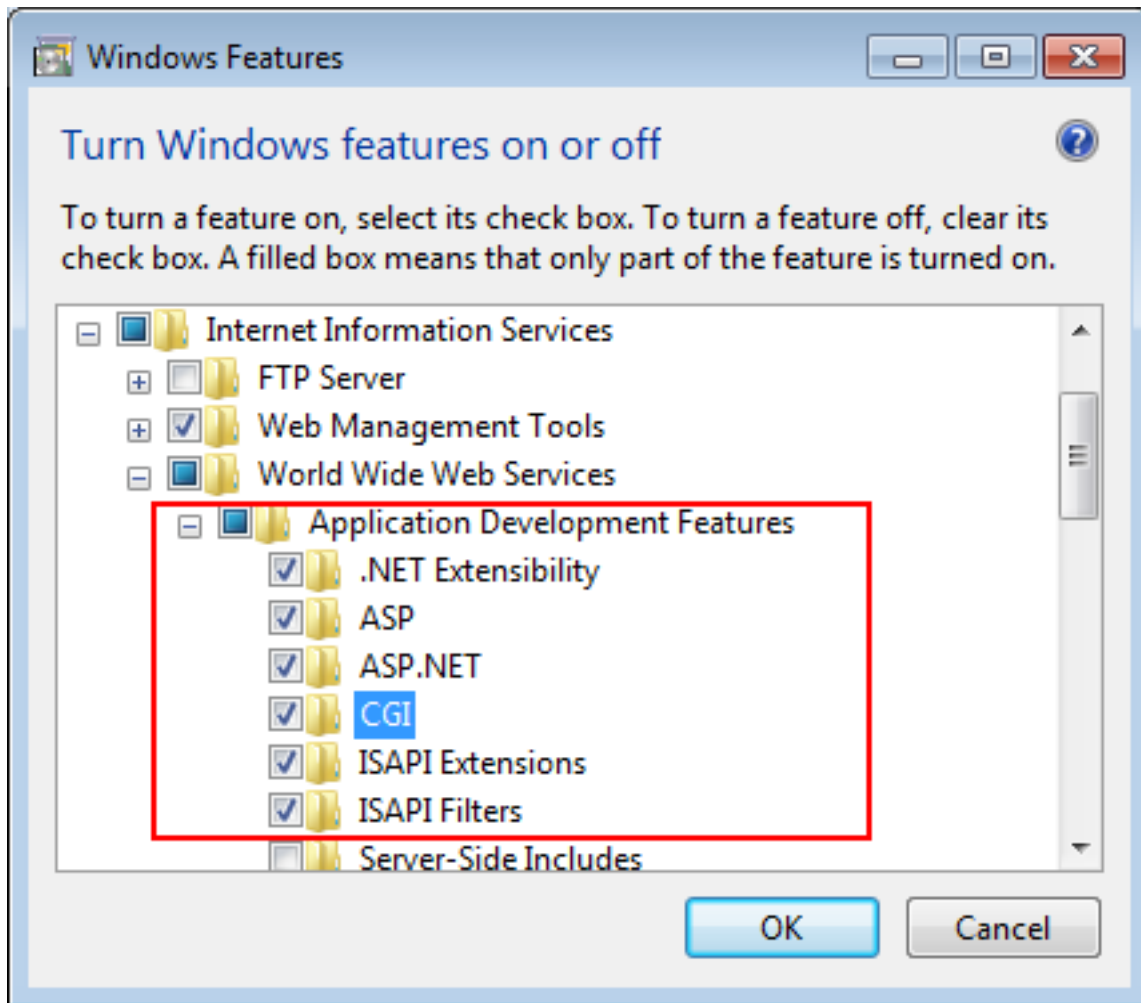 Windows Features
Turn Windows features on or off
To turn a feature on, select its check box. To turn a feature off, clear its
check box. A filled box means that only part of the feature is turned on.
Internet Information Services
FTP Server
Web Management Tools
World Wide Web Services
Application Development Features
.NET Extensibility
ASP
ASP.NET
CGI
ISAPI Extensions
ISAPI Filters
Server-Side Includes
OK
Cancel